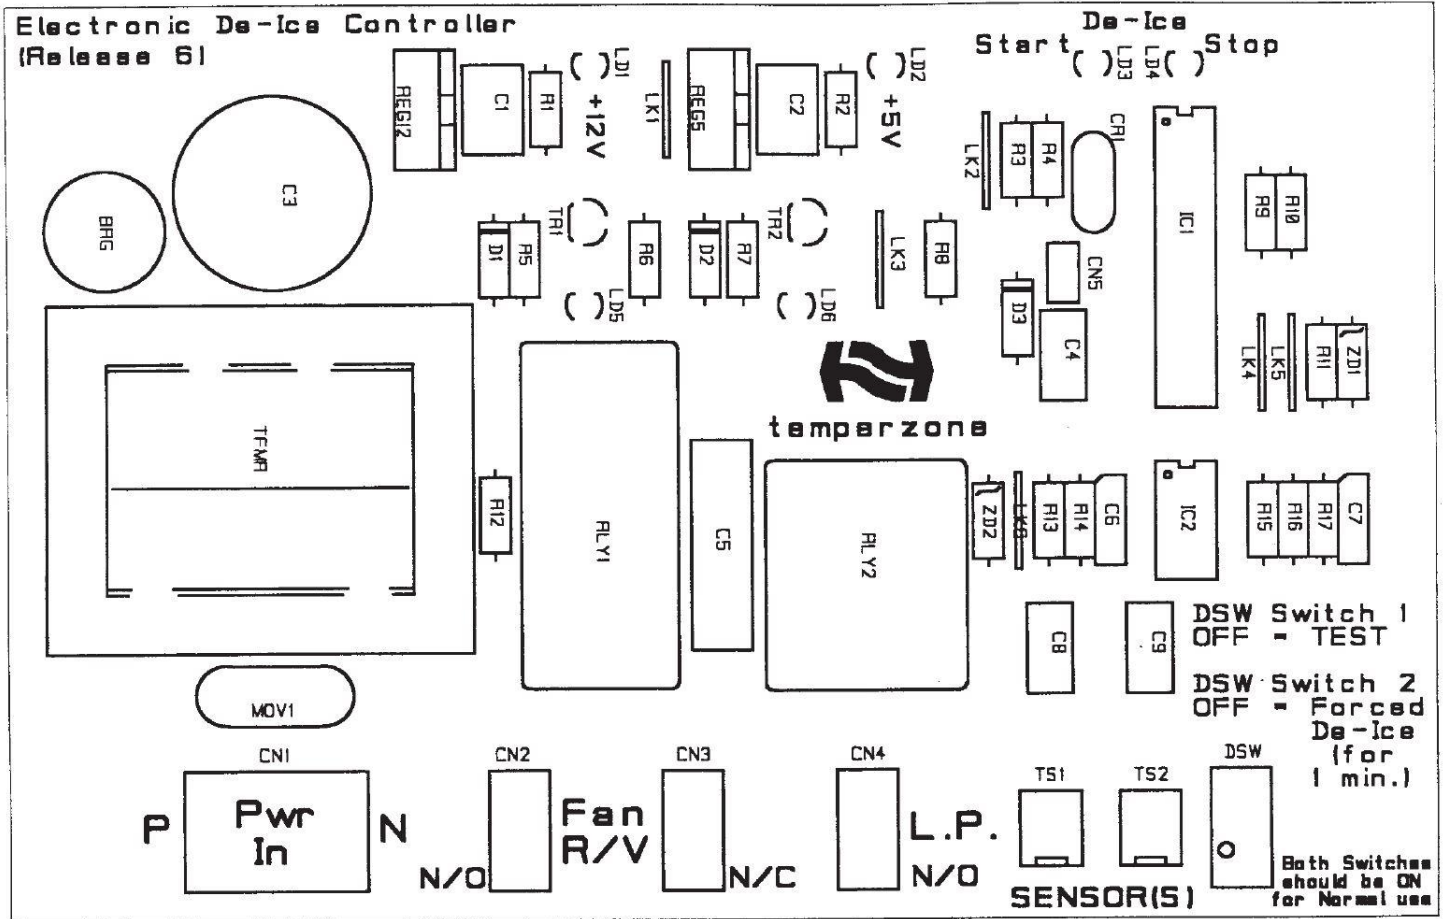 Electronic De-Ice Controller
(Release 6)
De-Ice
Start
Stop
LD1
LD2
LD3
LD4
REG12
C1
R1
+12V
LK1
REG5
C2
R2
+5V
LK2
R3
R4
CR1
IC1
R9
R10
BRG
C3
TR1
TR2
D1
R5
R6
D2
R7
LK3
R8
CN5
D3
C4
LD5
LD6
LK4
LK5
R11
ZD1
temperzone
TFMR
R12
RLY1
C5
RLY2
ZD2
LK6
R13
R14
C6
IC2
R15
R16
R17
C7
C8
C9
DSW Switch 1
OFF = TEST
DSW Switch 2
OFF = Forced
De-Ice
(for
1 min.)
MOV1
CN1
CN2
CN3
CN4
TS1
TS2
DSW
P
Pwr
In
N
N/O
Fan
R/V
N/C
L.P.
N/O
SENSOR(S)
Both Switches
should be ON
for Normal use